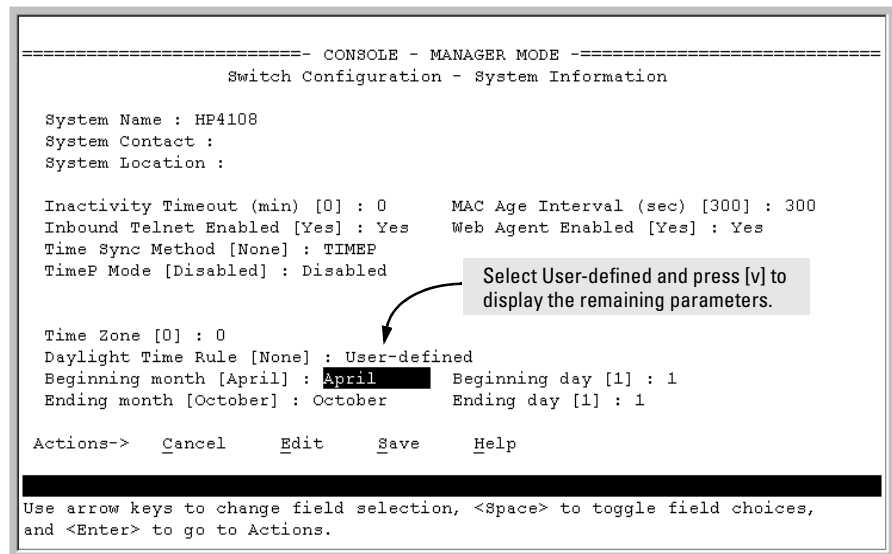 ==========================- CONSOLE - MANAGER MODE -============================
Switch Configuration - System Information
System Name : HP4108
System Contact :
System Location :
Inactivity Timeout (min) [0] : 0 MAC Age Interval (sec) [300] : 300
Inbound Telnet Enabled [Yes] : Yes Web Agent Enabled [Yes] : Yes
Time Sync Method [None] : TIMEP
TimeP Mode [Disabled] : Disabled
Select User-defined and press [v] to
display the remaining parameters.
Time Zone [0] : 0
Daylight Time Rule [None] : User-defined
Beginning month [April] : April Beginning day [1] : 1
Ending month [October] : October Ending day [1] : 1
Actions-> Cancel Edit Save Help
Use arrow keys to change field selection, <Space> to toggle field choices,
and <Enter> to go to Actions.